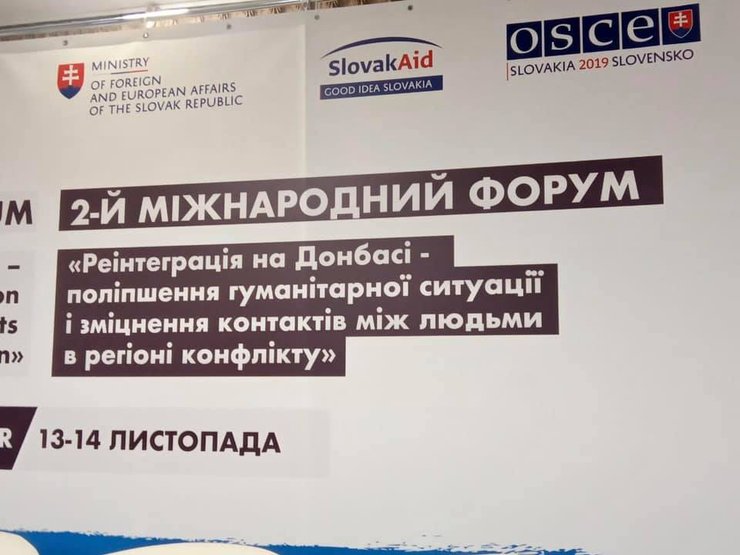 MINISTRY
OF FOREIGN
AND EUROPEAN AFFAIRS
OF THE SLOVAK REPUBLIC
SlovakAid
GOOD IDEA SLOVAKIA
osce
SLOVAKIA 2019 SLOVENSKO
UM
2-Й МІЖНАРОДНИЙ ФОРУМ
–
on
ts
n»
«Реінтеграція на Донбасі -
поліпшення гуманітарної ситуації
і зміцнення контактів між людьми
в регіоні конфлікту»
R
13-14 ЛИСТОПАДА